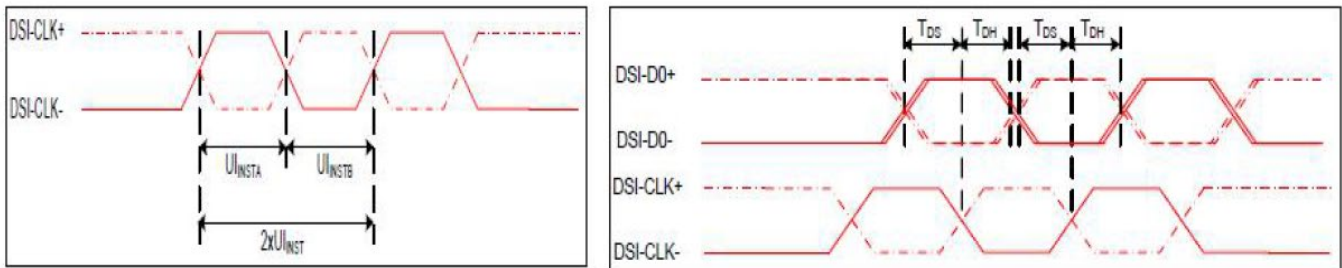 DSI-CLK+
DSI-CLK-
UIINSTA
UIINSTB
2xUIINST
TDS TDH TDS TDH
DSI-D0+
DSI-D0-
DSI-CLK+
DSI-CLK-